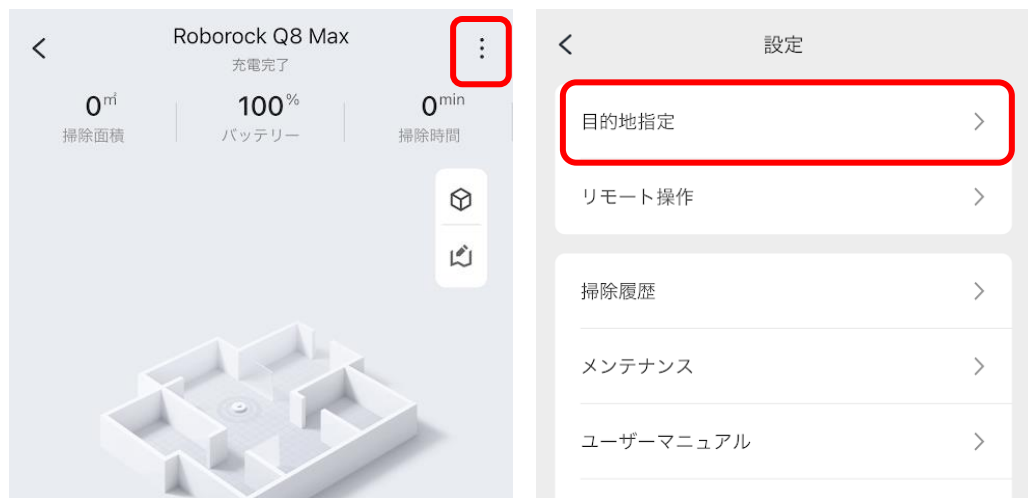 Roborock Q8 Max
充電完了
0㎡
100%
0min
掃除面積
バッテリー
掃除時間
設定
目的地指定
リモート操作
掃除履歴
メンテナンス
ユーザーマニュアル